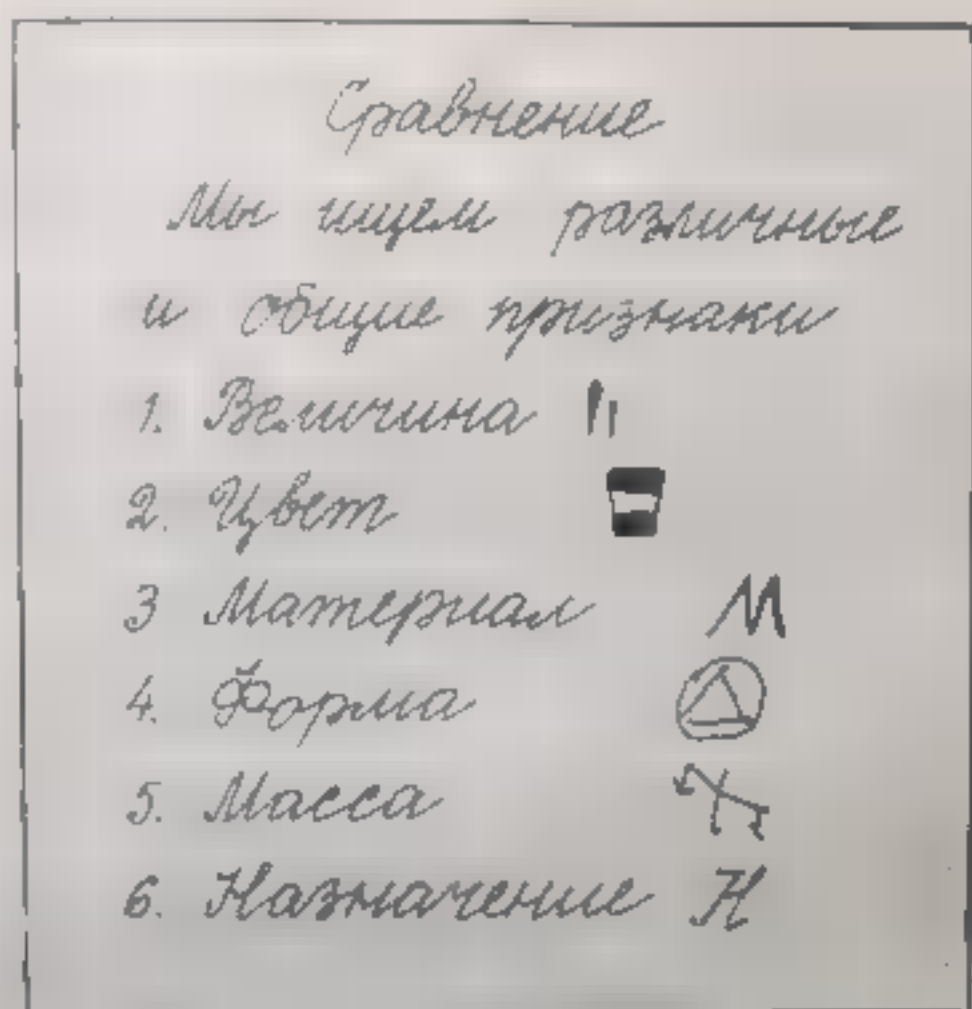 Сравнение
Мы ищем различные
и общие признаки
1. Величина
2. Цвет
3 Материал М
4. Форма
5. Масса
6. Назначение Н